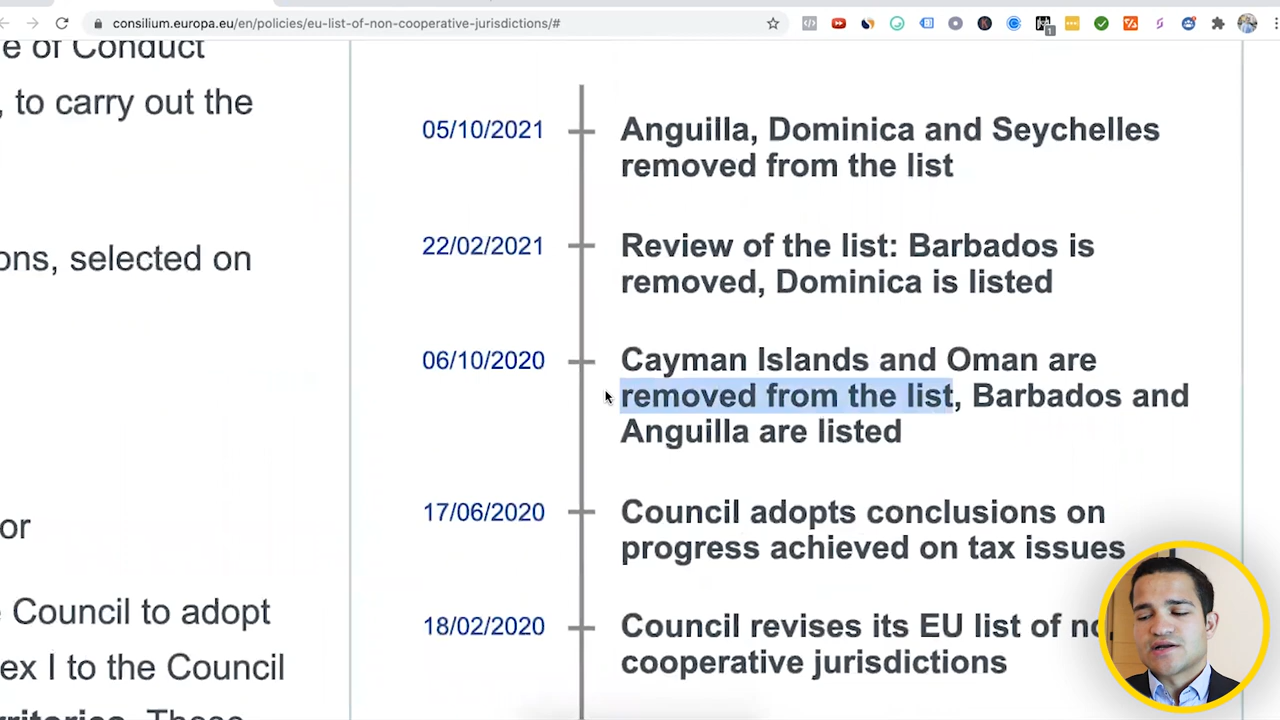 consilium.europa.eu/en/policies/eu-list-of-non-cooperative-jurisdictions/#
e of Conduct
, to carry out the
ons, selected on
or
Council to adopt
ex I to the Council
These
05/10/2021
Anguilla, Dominica and Seychelles
removed from the list
22/02/2021
Review of the list: Barbados is
removed, Dominica is listed
06/10/2020
Cayman Islands and Oman are
removed from the list, Barbados and
Anguilla are listed
17/06/2020
Council adopts conclusions on
progress achieved on tax issues
18/02/2020
Council revises its EU list of
cooperative jurisdictions